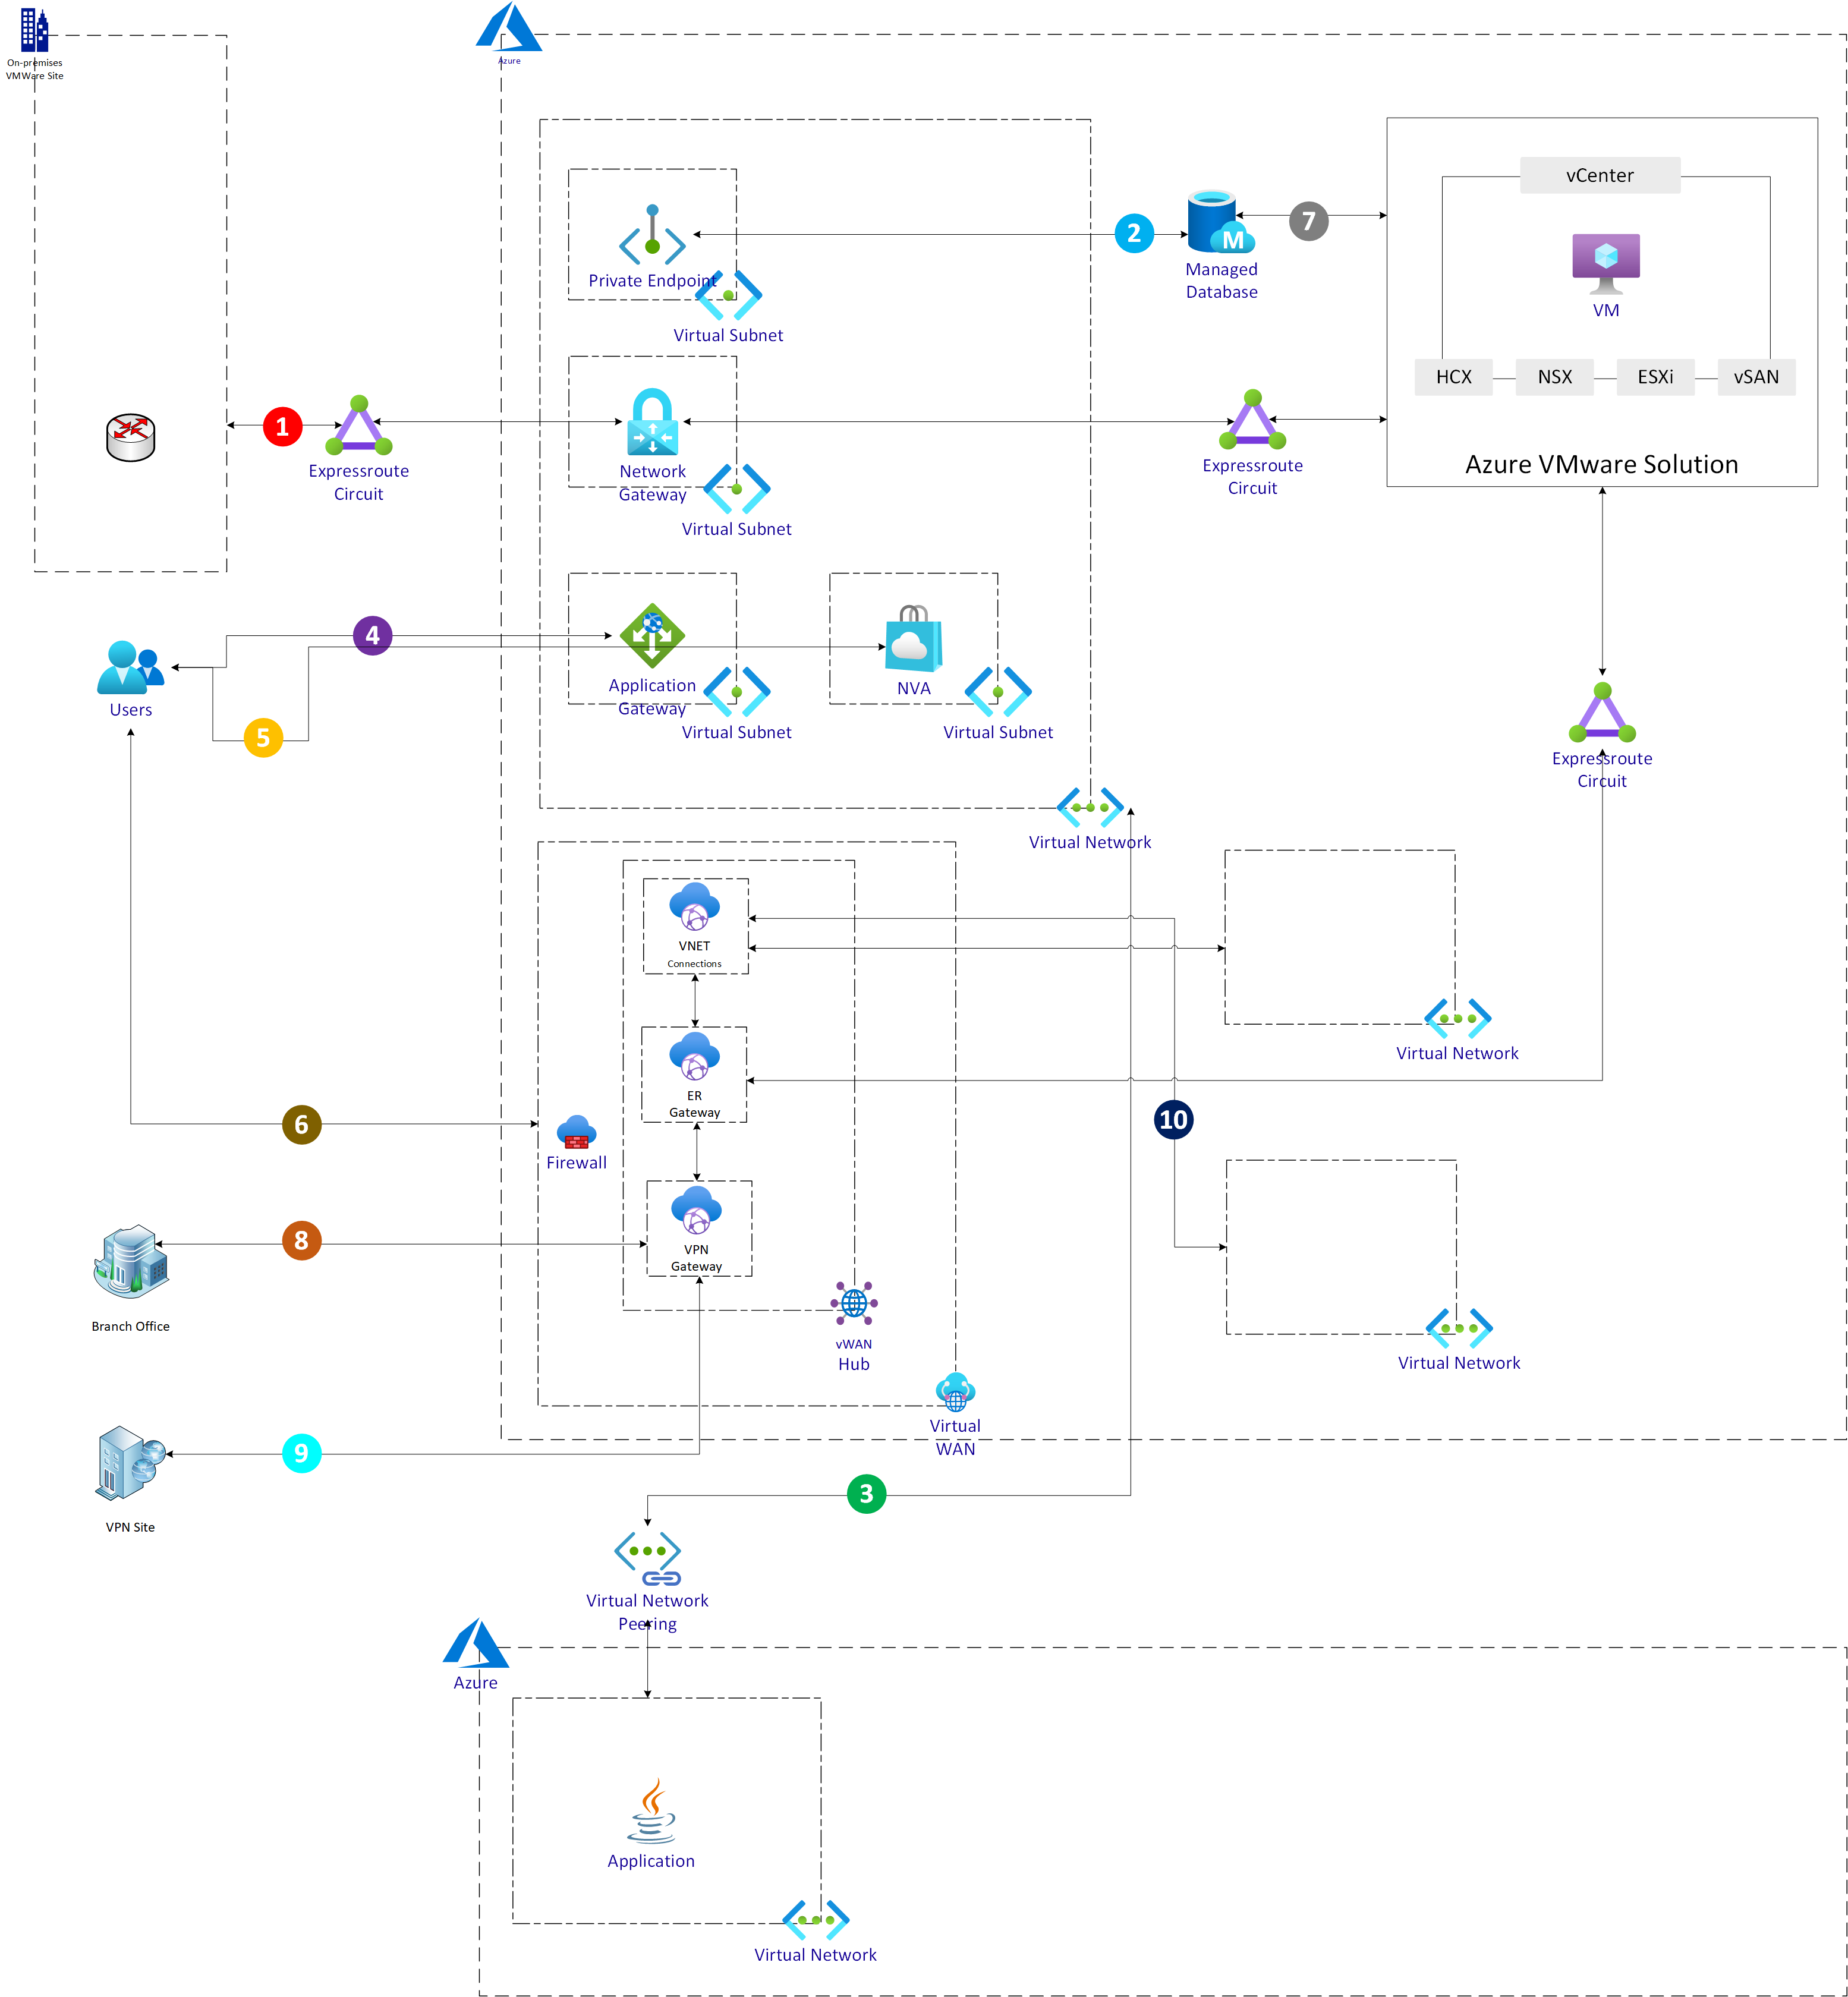 On-premises
VMWare Site
Azure
Private Endpoint
Virtual Subnet
2
Managed
Database
7
vCenter
VM
HCX
NSX
ESXi
vSAN
Azure VMware Solution
1
Expressroute
Circuit
Network
Gateway
Virtual Subnet
Expressroute
Circuit
4
Users
5
Application
Gateway
Virtual Subnet
NVA
Virtual Subnet
Expressroute
Circuit
Virtual Network
VNET
Connections
Virtual Network
ER
Gateway
6
Firewall
10
8
VPN
Gateway
Branch Office
vWAN
Hub
Virtual Network
Virtual
WAN
9
VPN Site
3
Virtual Network
Peering
Azure
Application
Virtual Network